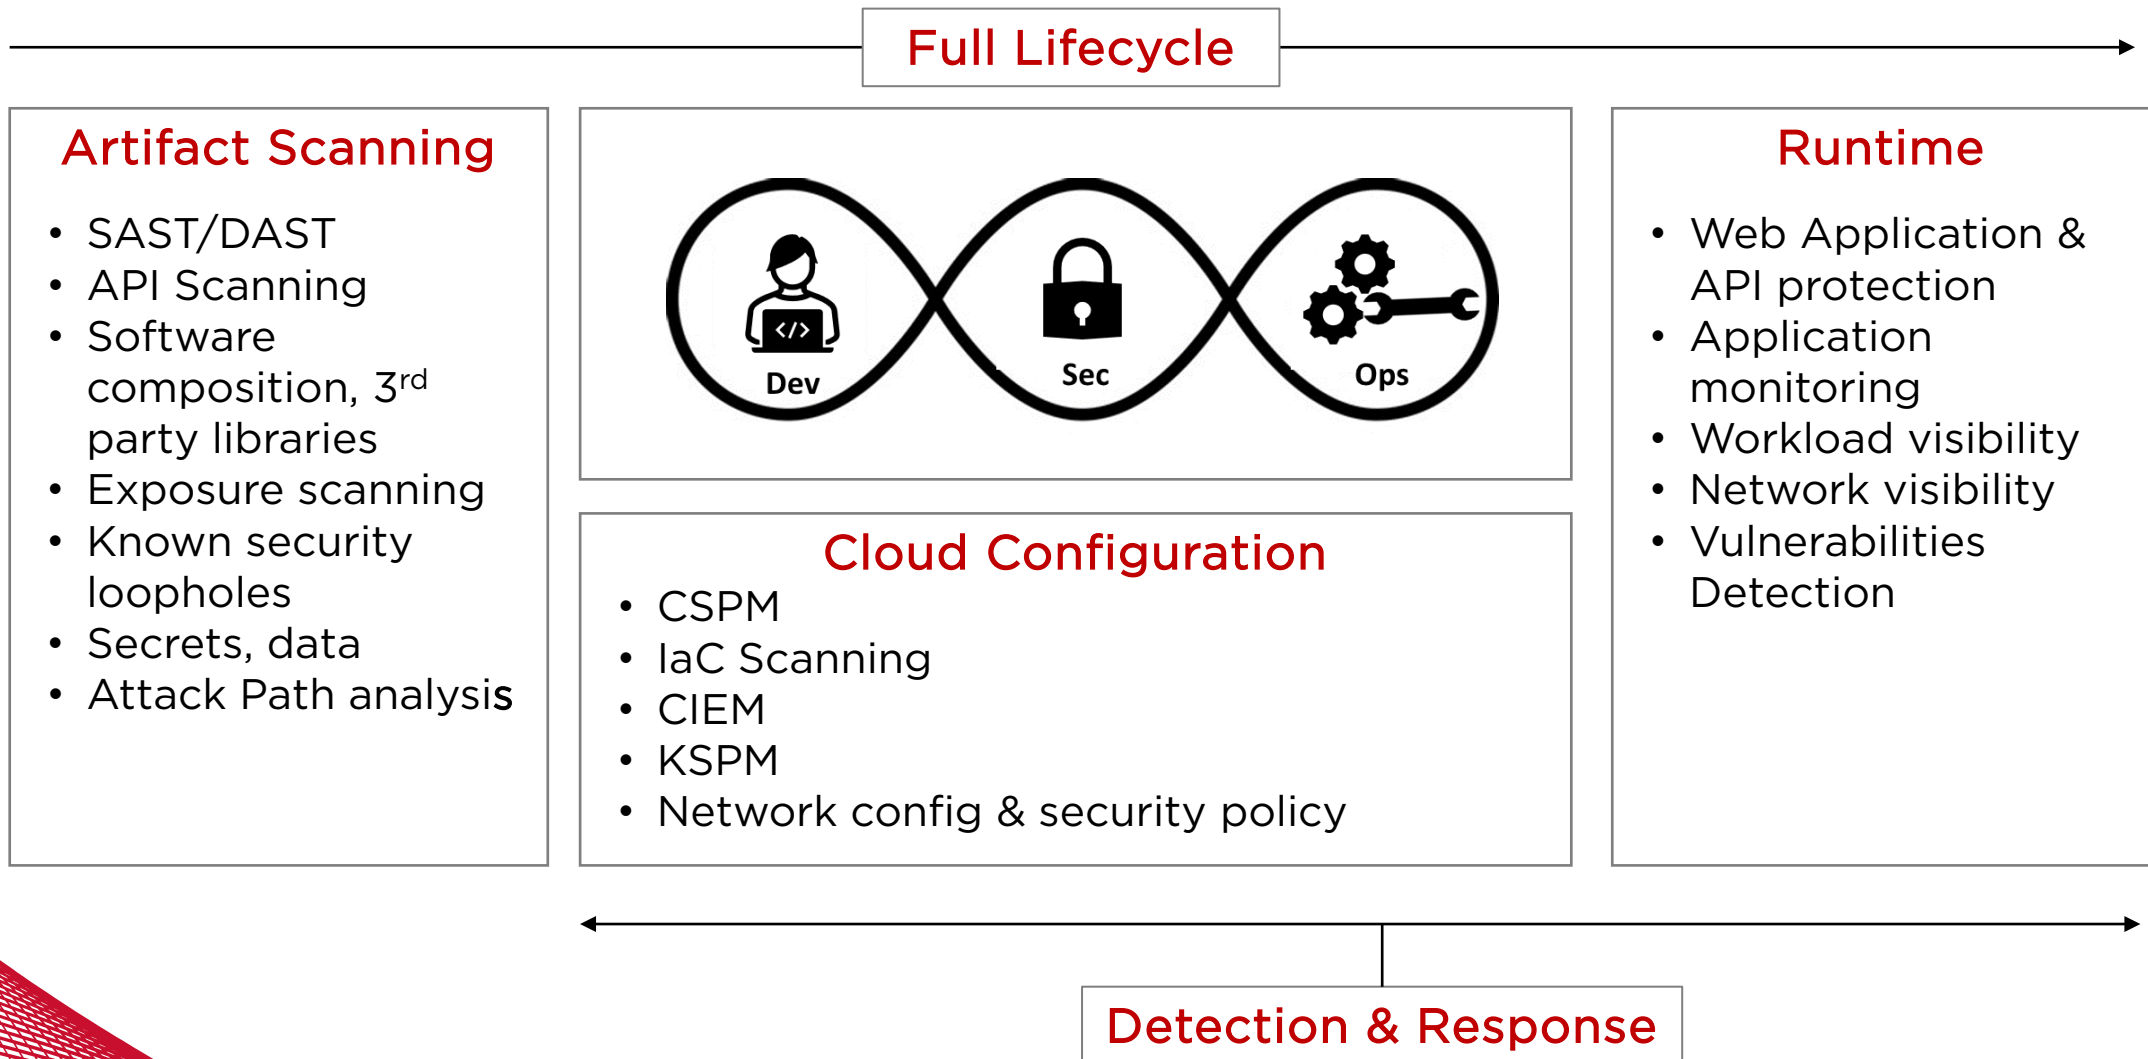 Full Lifecycle
Artifact Scanning
• SAST/DAST
• API Scanning
• Software
composition, 3rd
party libraries
• Exposure scanning
• Known security
loopholes
• Secrets, data
• Attack Path analysis
</>
Dev
Sec
Ops
Cloud Configuration
• CSPM
• IaC Scanning
• CIEM
• KSPM
• Network config & security policy
Runtime
• Web Application &
API protection
• Application
monitoring
• Workload visibility
• Network visibility
• Vulnerabilities
Detection
Detection & Response